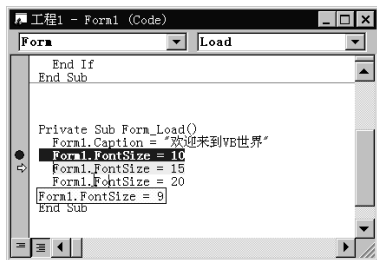 工程1 - Form1 (Code)
Form Load
End If
End Sub
Private Sub Form_Load()
Form1.Caption = "欢迎来到VB世界"
Form1.FontSize = 10
Form1.FontSize = 15
Form1.FontSize = 20
Form1.FontSize = 9
End Sub